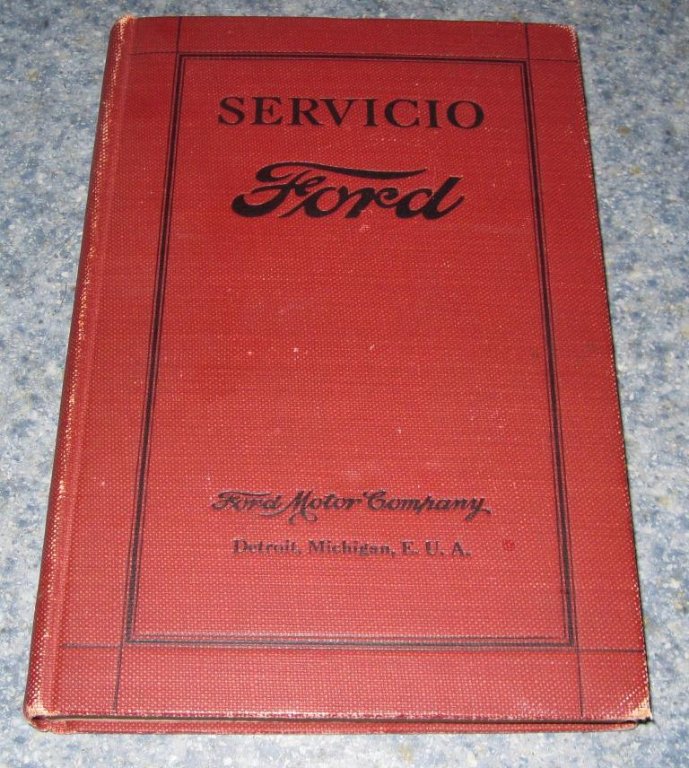 SERVICIO
Ford
Ford Motor Company
Detroit, Michigan, E. U. A.